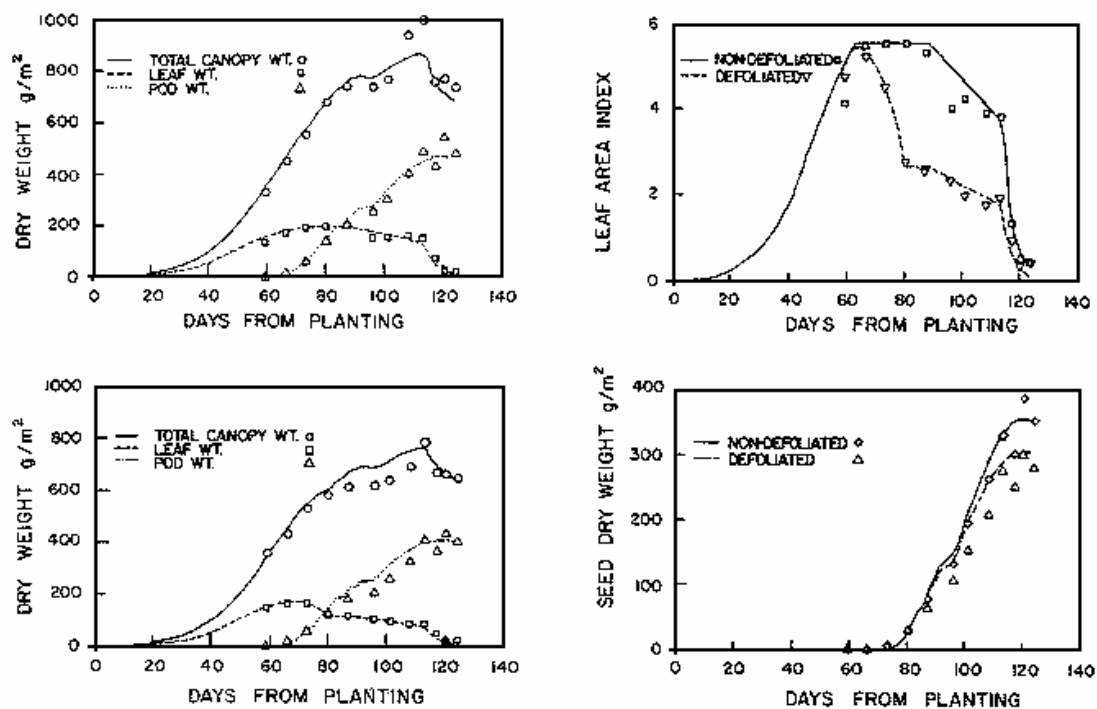 1000
800
600
400
200
0
DRY WEIGHT g/m²
TOTAL CANOPY WT.
LEAF WT.
POD WT.
0 20 40 60 80 100 120 140
DAYS FROM PLANTING
6
4
2
0
LEAF AREA INDEX
NON-DEFOLIATED
DEFOLIATED
0 20 40 60 80 100 120 140
DAYS FROM PLANTING
1000
800
600
400
200
0
DRY WEIGHT g/m²
TOTAL CANOPY WT.
LEAF WT.
POD WT.
0 20 40 60 80 100 120 140
DAYS FROM PLANTING
400
300
200
100
0
SEED DRY WEIGHT g/m²
NON-DEFOLIATED
DEFOLIATED
0 20 40 60 80 100 120 140
DAYS FROM PLANTING